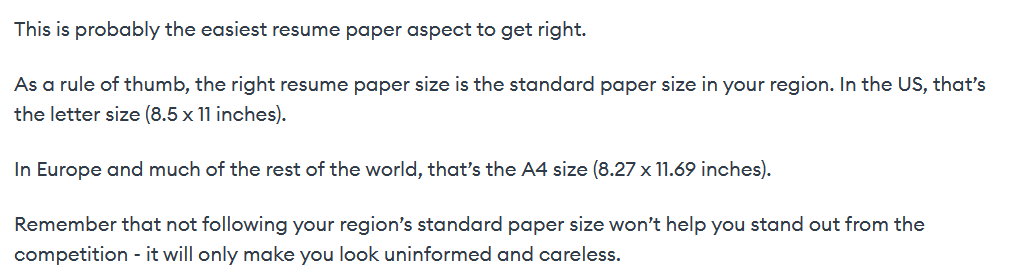 This is probably the easiest resume paper aspect to get right.
As a rule of thumb, the right resume paper size is the standard paper size in your region. In the US, that’s
the letter size (8.5 x 11 inches).
In Europe and much of the rest of the world, that’s the A4 size (8.27 x 11.69 inches).
Remember that not following your region’s standard paper size won’t help you stand out from the
competition - it will only make you look uninformed and careless.